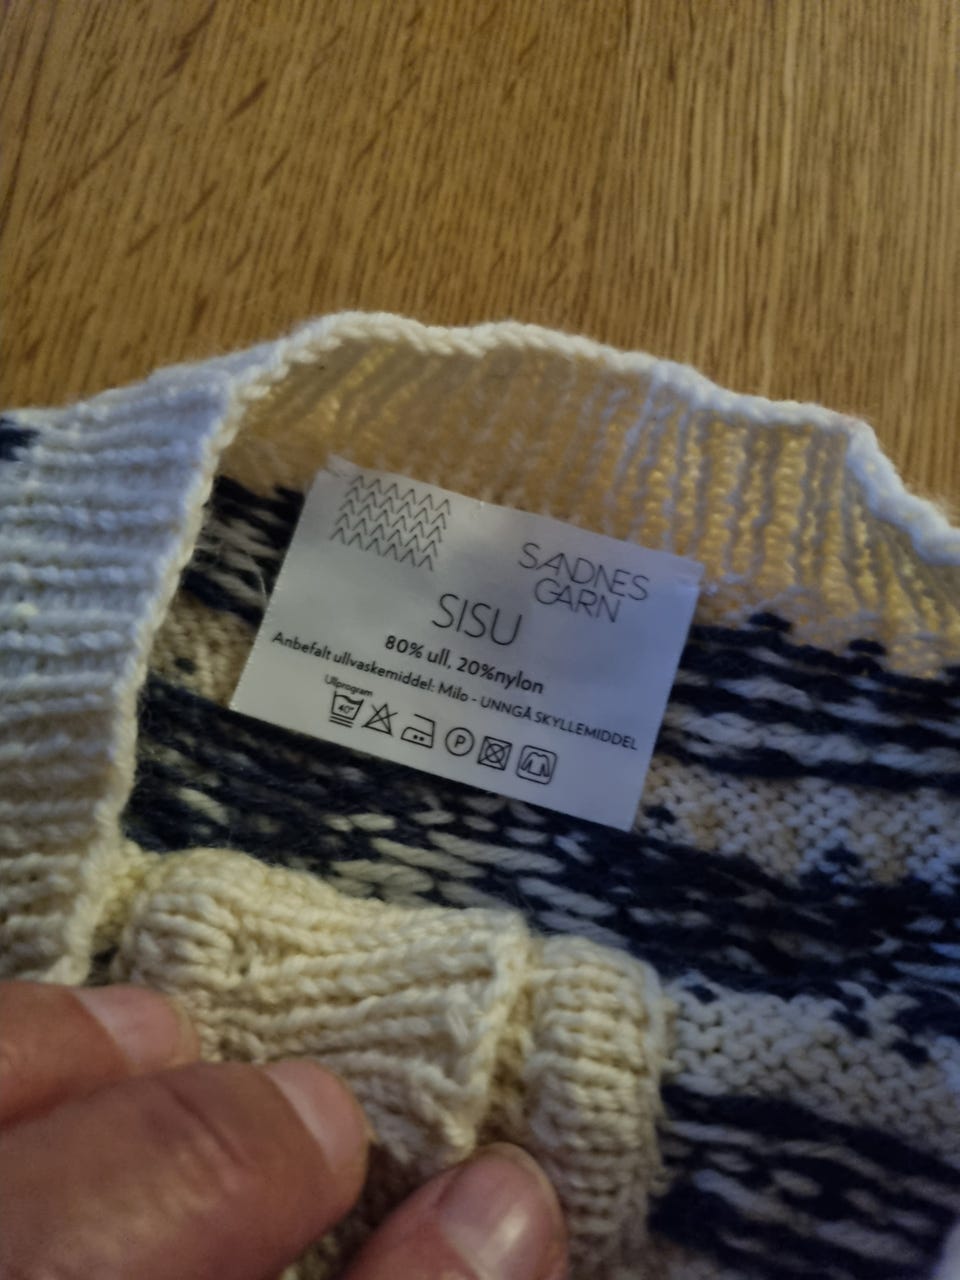 SANDNES
GARN
SISU
80% ull, 20%nylon
Anbefalt ullvaskemiddel: Milo - UNNGÅ SKYLLEMIDDEL
Ullprogram
40°
P